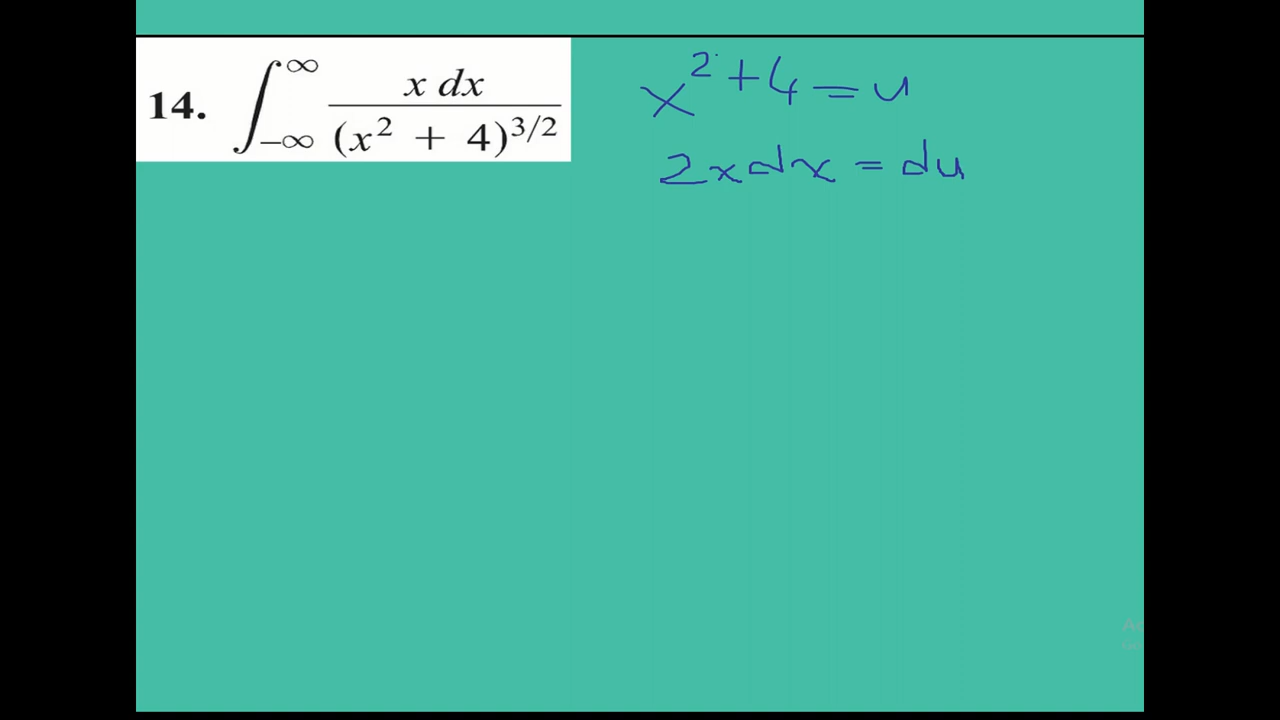 14. ∫_{-∞}^{∞} x dx / (x² + 4)^{3/2}
x² + 4 = u
2x dx = du